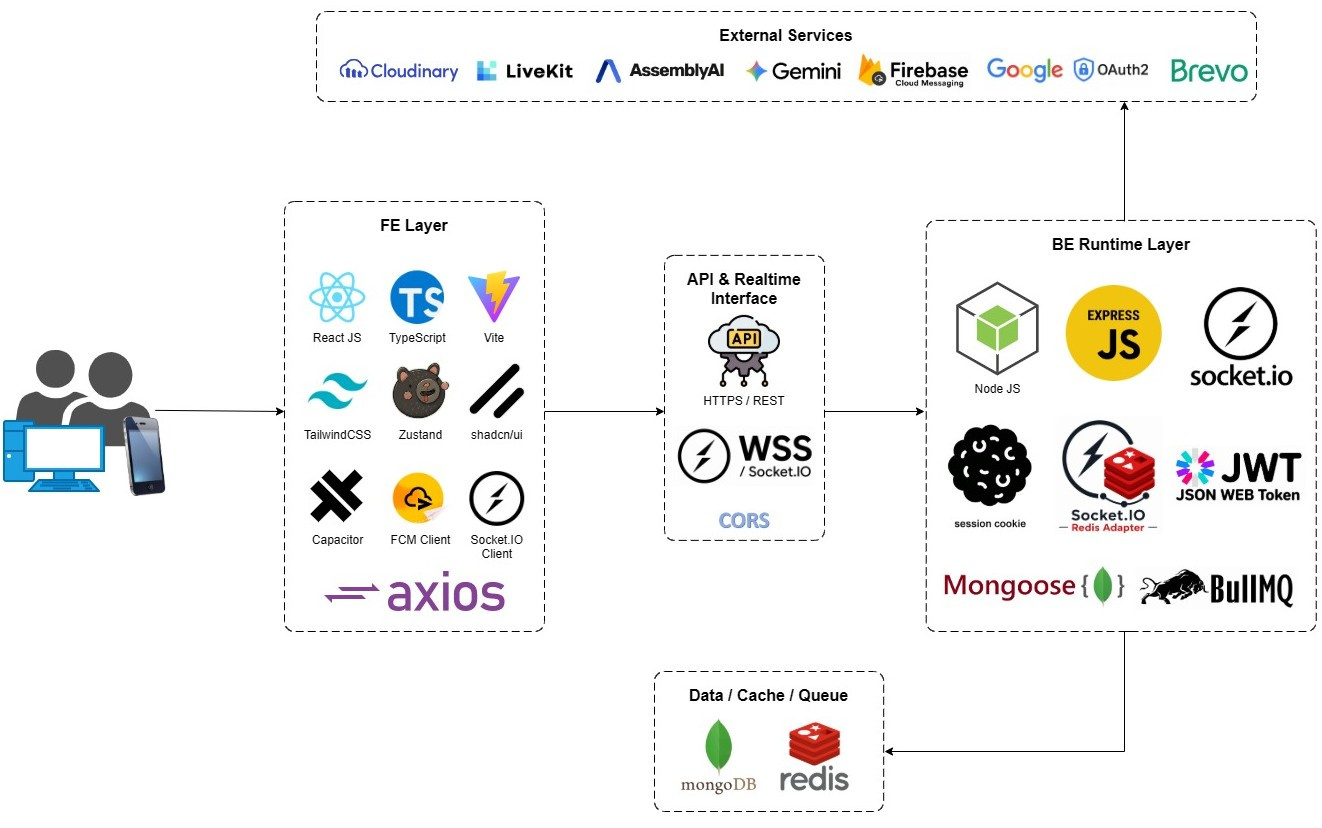 External Services
Cloudinary
LiveKit
AssemblyAI
Gemini
Firebase
Cloud Messaging
Google
OAuth2
Brevo
FE Layer
React JS
TS
TypeScript
Vite
TailwindCSS
Zustand
shadcn/ui
Capacitor
FCM Client
Socket.IO
Client
axios
API & Realtime
Interface
API
HTTPS / REST
WSS
/ Socket.IO
CORS
BE Runtime Layer
Node JS
EXPRESS
JS
socket.io
session cookie
Socket.IO
Redis Adapter
JWT
JSON WEB Token
Mongoose { }
BullMQ
Data / Cache / Queue
mongoDB
redis